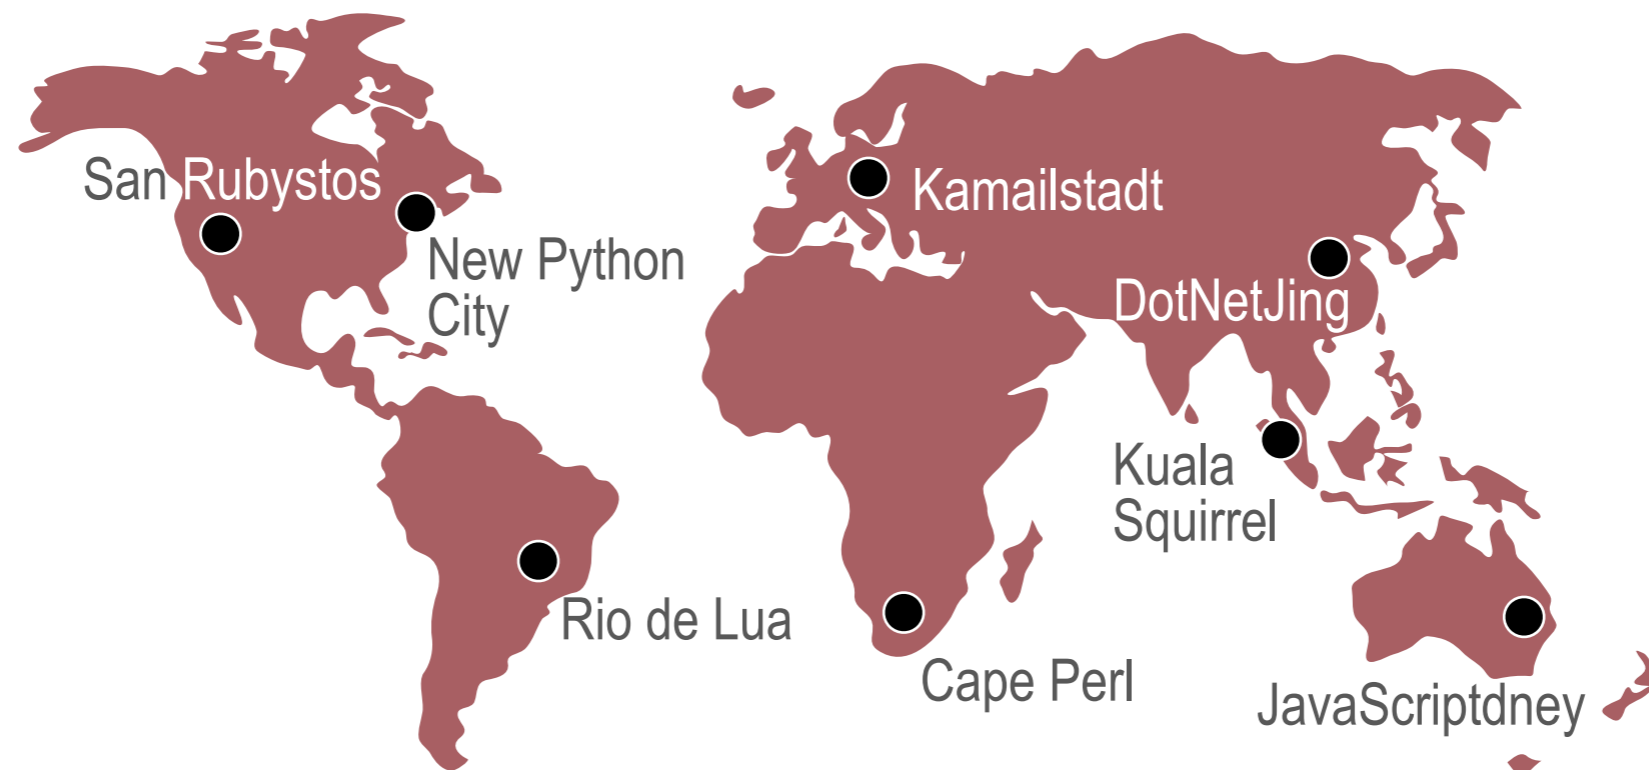 San Rubystos
Kamailstadt
New Python
City
DotNetJing
Kuala
Squirrel
Rio de Lua
Cape Perl
JavaScriptdney